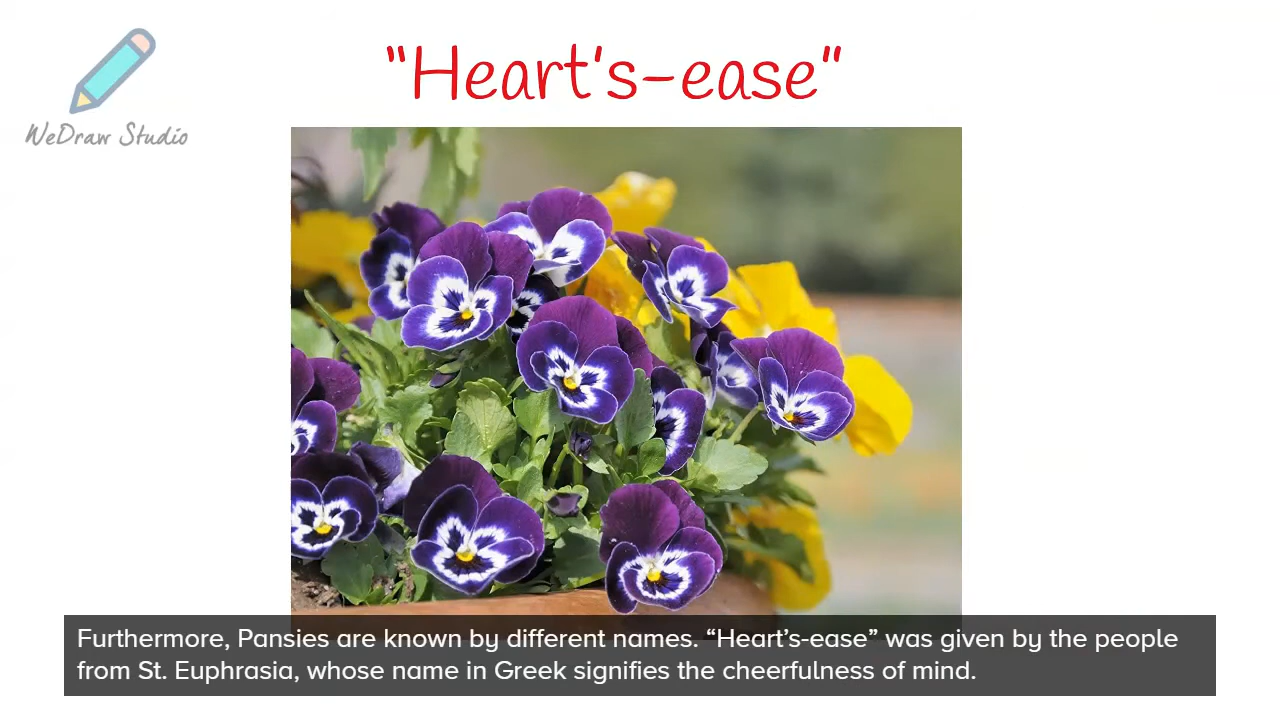 "Heart's-ease"
WeDraw Studio
Furthermore, Pansies are known by different names. “Heart’s-ease” was given by the people
from St. Euphrasia, whose name in Greek signifies the cheerfulness of mind.